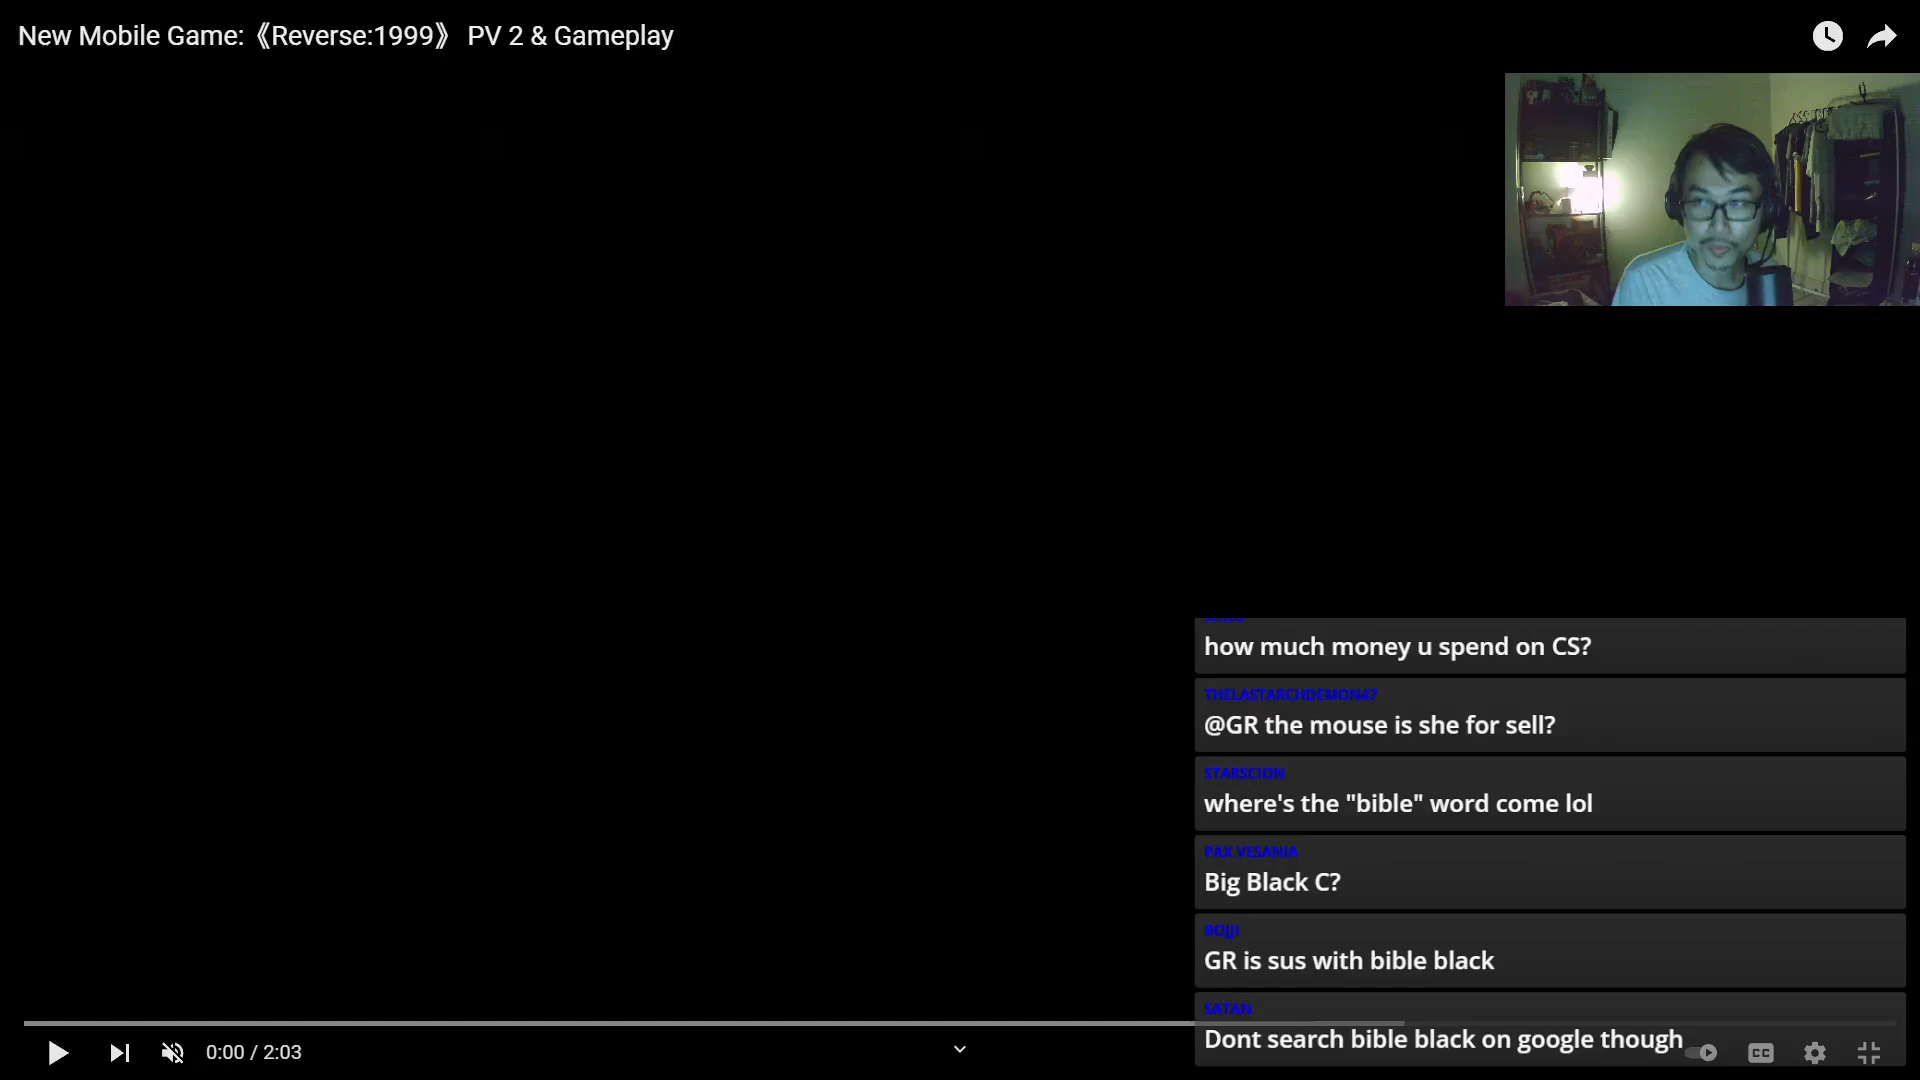 New Mobile Game:《Reverse:1999》 PV 2 & Gameplay
how much money u spend on CS?
THELASTARCHDEMON47
@GR the mouse is she for sell?
STARSCION
where's the "bible" word come lol
PAX VESANIA
Big Black C?
BOJJI
GR is sus with bible black
SATAN
Dont search bible black on google though
0:00 / 2:03
CC